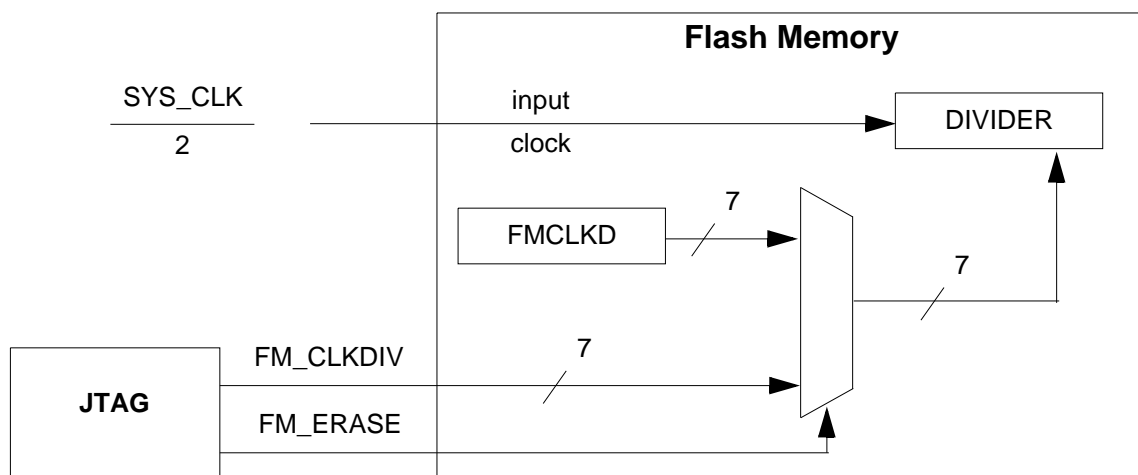 Flash Memory
SYS_CLK
2
input
clock
DIVIDER
FMCLKD
7
7
FM_CLKDIV
7
JTAG
FM_ERASE